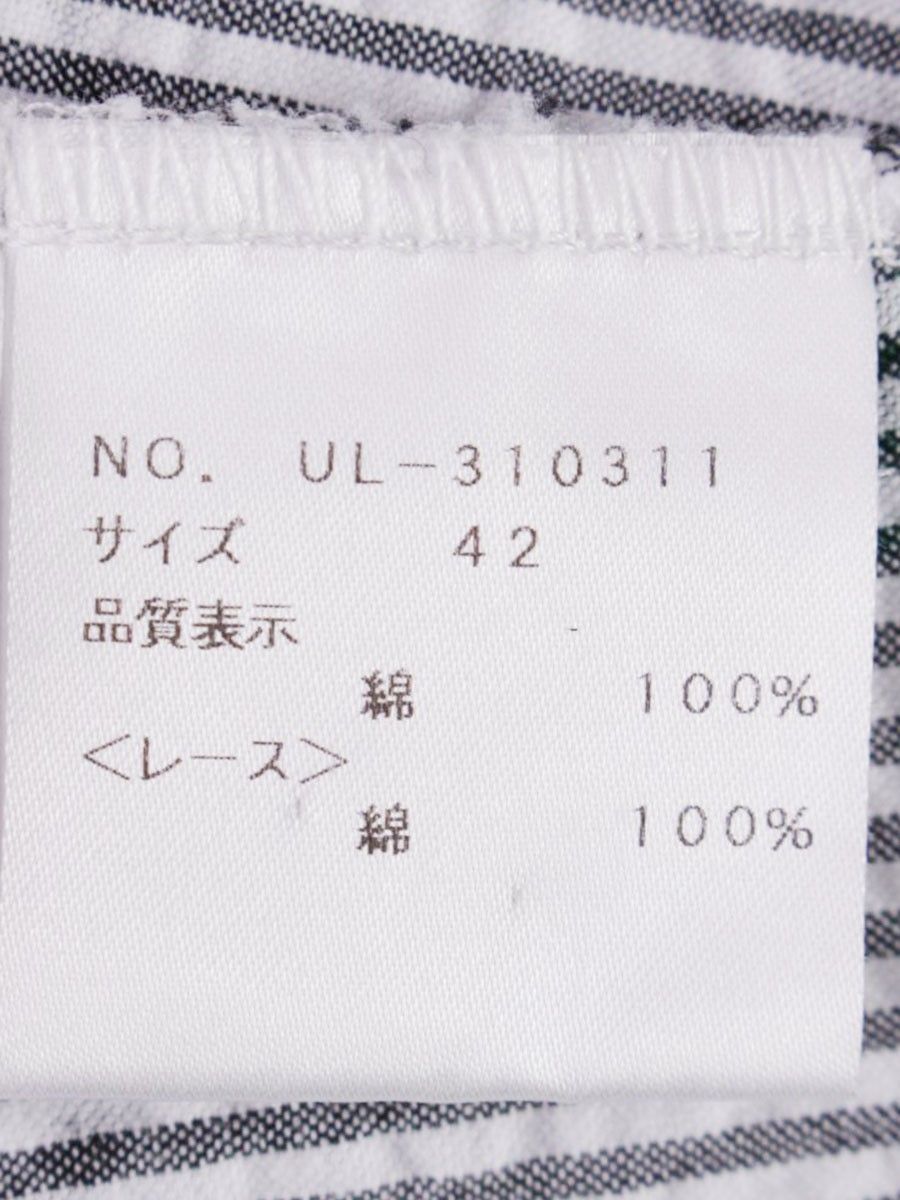 NO. UL-310311
サイズ 42
品質表示
綿 100%
<レース>
綿 100%